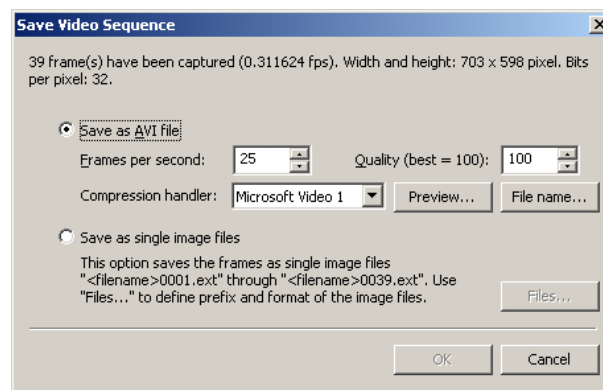 Save Video Sequence
39 frame(s) have been captured (0.311624 fps). Width and height: 703 x 598 pixel. Bits
per pixel: 32.
Save as AVI file
Frames per second: 25 Quality (best = 100): 100
Compression handler: Microsoft Video 1 Preview... File name...
Save as single image files
This option saves the frames as single image files
"<filename>0001.ext" through "<filename>0039.ext". Use
"Files..." to define prefix and format of the image files.
Files...
OK Cancel